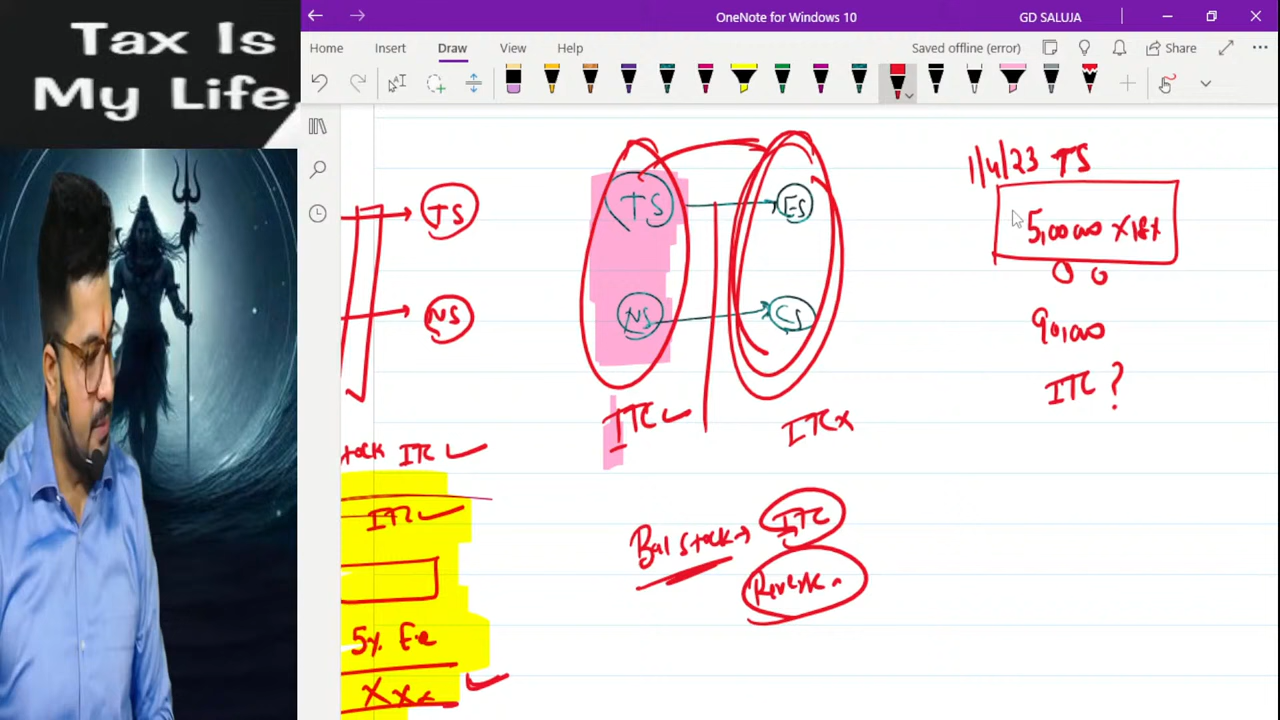 Tax Is
My Life
OneNote for Windows 10
GD SALUJA
Home Insert Draw View Help
Saved offline (error)
Share
1/4/23 TS
TS
TS
ES
5,00,000 x 18%
NS
NS
CS
90,000
ITC ?
ITC ✓
ITC x
stock ITC ✓
ITC ✓
Bal stock → ITC
Reverse
5%
Xxx ✓